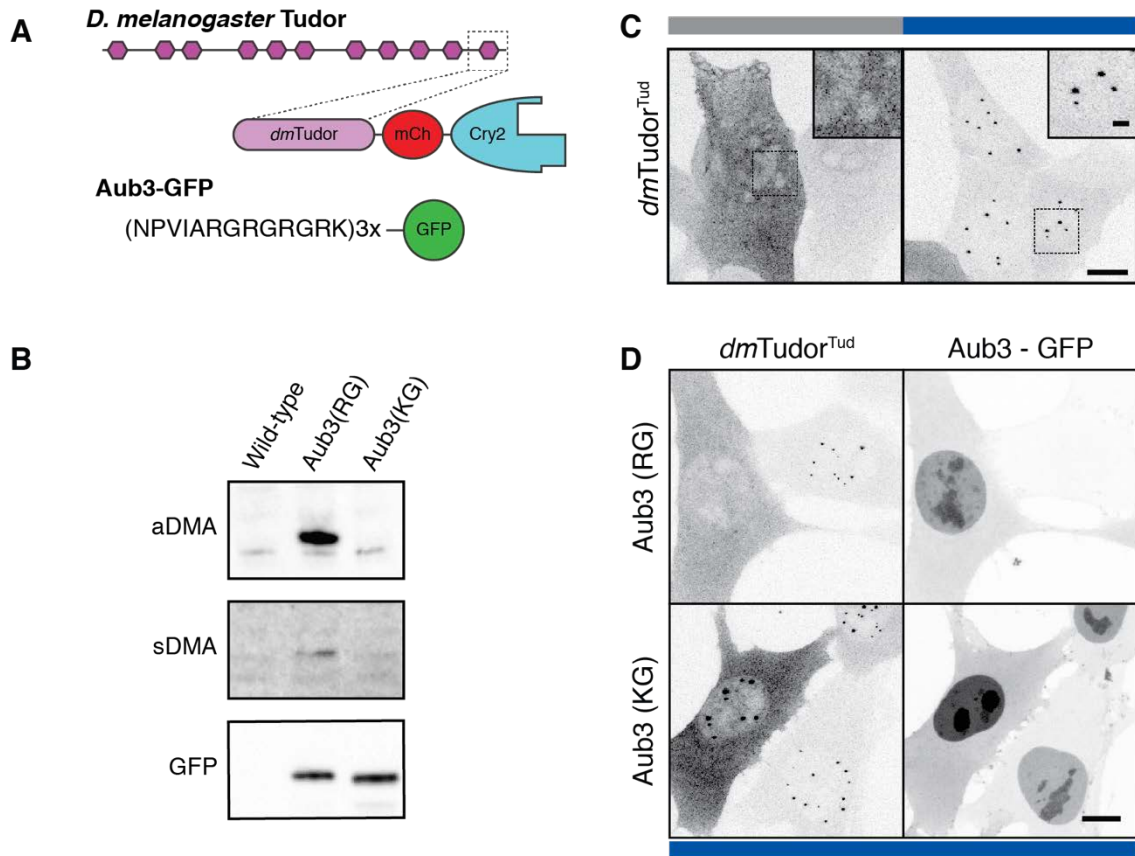 A
D. melanogaster Tudor
dmTudor
mCh
Cry2
Aub3-GFP
(NPVIARGRGRGRK)3x
GFP
B
Wild-type
Aub3(RG)
Aub3(KG)
aDMA
sDMA
GFP
C
dmTudorTud
D
dmTudorTud
Aub3 - GFP
Aub3 (RG)
Aub3 (KG)